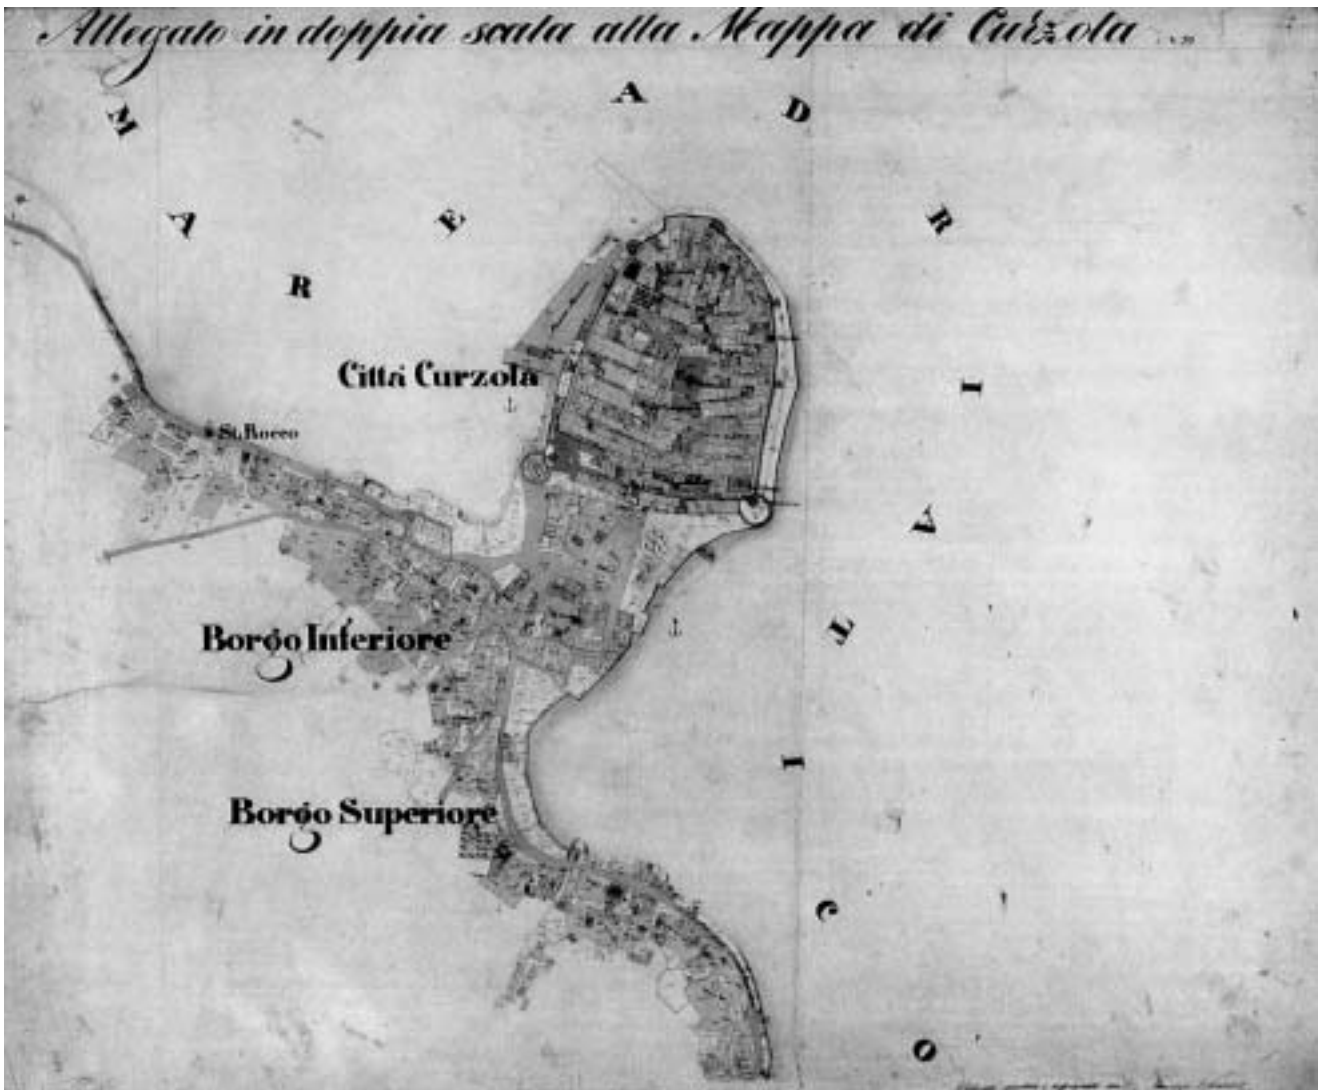 Allegato in doppia scala alla Mappa di Curzola
MARE ADRIATICO
Città Curzola
St. Rocco
Borgo Inferiore
Borgo Superiore